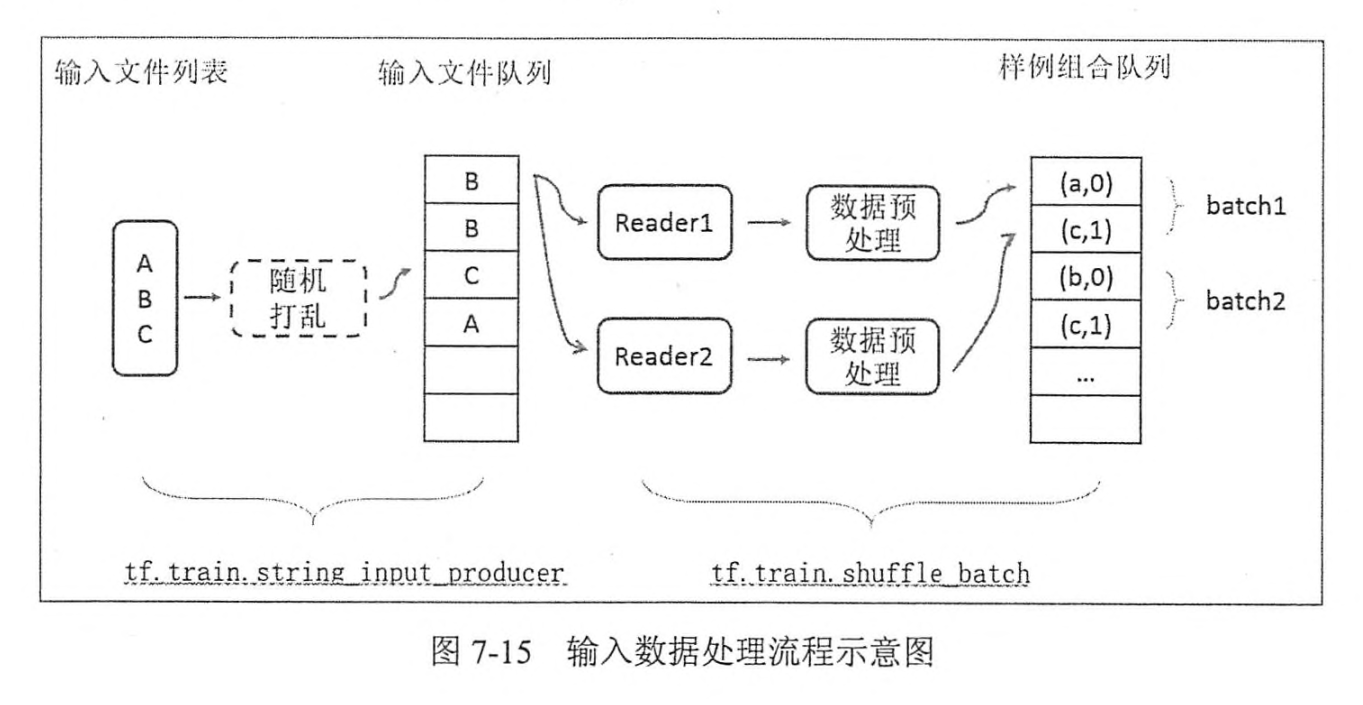 输入文件列表
输入文件队列
样例组合队列
A
B
C
随机
打乱
B
B
C
A
Reader1
数据预
处理
Reader2
数据预
处理
(a,0)
(c,1)
(b,0)
(c,1)
...
batch1
batch2
tf.train.string_input_producer
tf.train.shuffle_batch
图 7-15 输入数据处理流程示意图